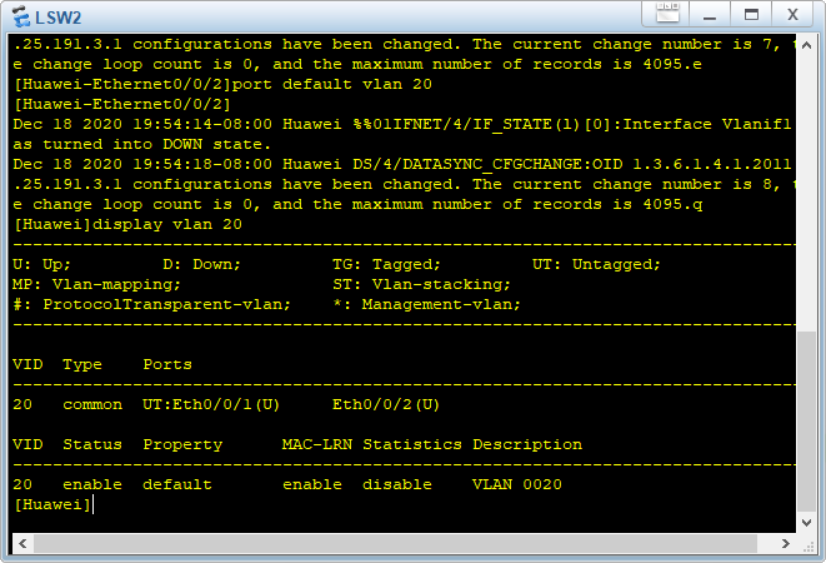 LSW2
.25.191.3.1 configurations have been changed. The current change number is 7,
e change loop count is 0, and the maximum number of records is 4095.e
[Huawei-Ethernet0/0/2]port default vlan 20
[Huawei-Ethernet0/0/2]
Dec 18 2020 19:54:14-08:00 Huawei %%01IFNET/4/IF_STATE(l)[0]:Interface Vlanif1
as turned into DOWN state.
Dec 18 2020 19:54:18-08:00 Huawei DS/4/DATASYNC_CFGCHANGE:OID 1.3.6.1.4.1.2011
.25.191.3.1 configurations have been changed. The current change number is 8,
e change loop count is 0, and the maximum number of records is 4095.q
[Huawei]display vlan 20
--------------------------------------------------------------------------------
U: Up; D: Down; TG: Tagged; UT: Untagged;
MP: Vlan-mapping; ST: Vlan-stacking;
#: ProtocolTransparent-vlan; *: Management-vlan;
--------------------------------------------------------------------------------
VID Type Ports
--------------------------------------------------------------------------------
20 common UT:Eth0/0/1(U) Eth0/0/2(U)
VID Status Property MAC-LRN Statistics Description
--------------------------------------------------------------------------------
20 enable default enable disable VLAN 0020
[Huawei]